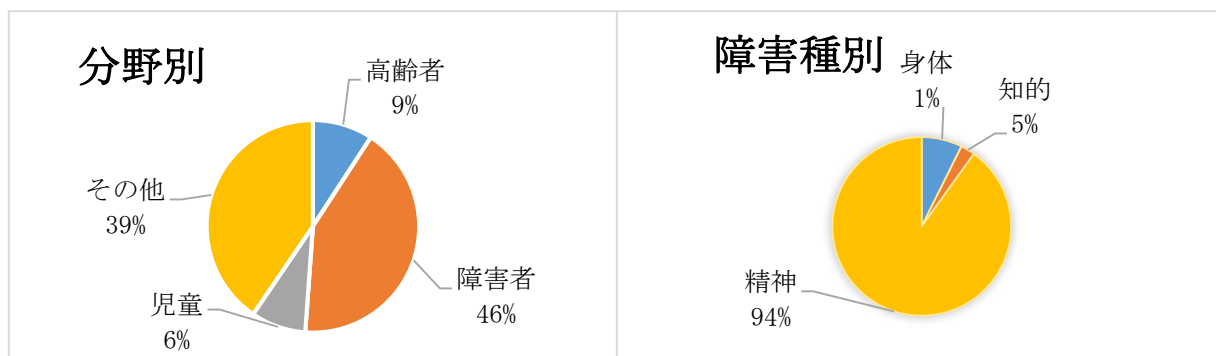 分野別
高齢者
9%
障害者
46%
児童
6%
その他
39%
障害種別
身体
1%
知的
5%
精神
94%